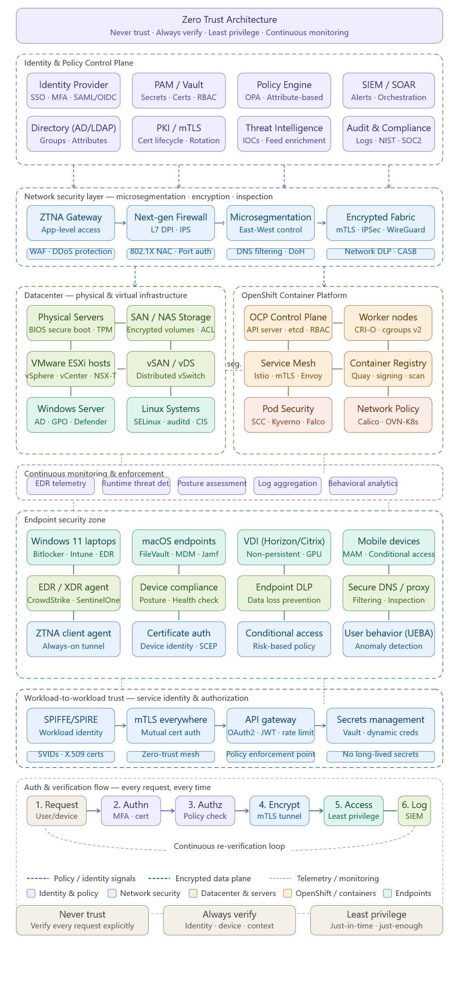 Zero Trust Architecture
Never trust · Always verify · Least privilege · Continuous monitoring
Identity & Policy Control Plane
Identity Provider
SSO · MFA · SAML/OIDC
PAM / Vault
Secrets · Certs · RBAC
Policy Engine
OPA · Attribute-based
SIEM / SOAR
Alerts · Orchestration
Directory (AD/LDAP)
Groups · Attributes
PKI / mTLS
Cert lifecycle · Rotation
Threat Intelligence
IOCs · Feed enrichment
Audit & Compliance
Logs · NIST · SOC2
Network security layer — microsegmentation · encryption · inspection
ZTNA Gateway
App-level access
Next-gen Firewall
L7 DPI · IPS
Microsegmentation
East-West control
Encrypted Fabric
mTLS · IPSec · WireGuard
WAF · DDoS protection
802.1X NAC · Port auth
DNS filtering · DoH
Network DLP · CASB
Datacenter — physical & virtual infrastructure
Physical Servers
BIOS secure boot · TPM
SAN / NAS Storage
Encrypted volumes · ACL
VMware ESXi hosts
vSphere · vCenter · NSX-T
vSAN / vDS
Distributed vSwitch
Windows Server
AD · GPO · Defender
Linux Systems
SELinux · auditd · CIS
seg.
OpenShift Container Platform
OCP Control Plane
API server · etcd · RBAC
Worker nodes
CRI-O · cgroups v2
Service Mesh
Istio · mTLS · Envoy
Container Registry
Quay · signing · scan
Pod Security
SCC · Kyverno · Falco
Network Policy
Calico · OVN-K8s
Continuous monitoring & enforcement
EDR telemetry
Runtime threat det.
Posture assessment
Log aggregation
Behavioral analytics
Endpoint security zone
Windows 11 laptops
Bitlocker · Intune · EDR
macOS endpoints
FileVault · MDM · Jamf
VDI (Horizon/Citrix)
Non-persistent · GPU
Mobile devices
MAM · Conditional access
EDR / XDR agent
CrowdStrike · SentinelOne
Device compliance
Posture · Health check
Endpoint DLP
Data loss prevention
Secure DNS / proxy
Filtering · Inspection
ZTNA client agent
Always-on tunnel
Certificate auth
Device identity · SCEP
Conditional access
Risk-based policy
User behavior (UEBA)
Anomaly detection
Workload-to-workload trust — service identity & authorization
SPIFFE/SPIRE
Workload identity
mTLS everywhere
Mutual cert auth
API gateway
OAuth2 · JWT · rate limit
Secrets management
Vault · dynamic creds
SVIDs · X.509 certs
Zero-trust mesh
Policy enforcement point
No long-lived secrets
Auth & verification flow — every request, every time
1. Request
User/device
2. Authn
MFA · cert
3. Authz
Policy check
4. Encrypt
mTLS tunnel
5. Access
Least privilege
6. Log
SIEM
Continuous re-verification loop
Policy / identity signals
Encrypted data plane
Telemetry / monitoring
Identity & policy
Network security
Datacenter & servers
OpenShift / containers
Endpoints
Never trust
Verify every request explicitly
Always verify
Identity · device · context
Least privilege
Just-in-time · just-enough